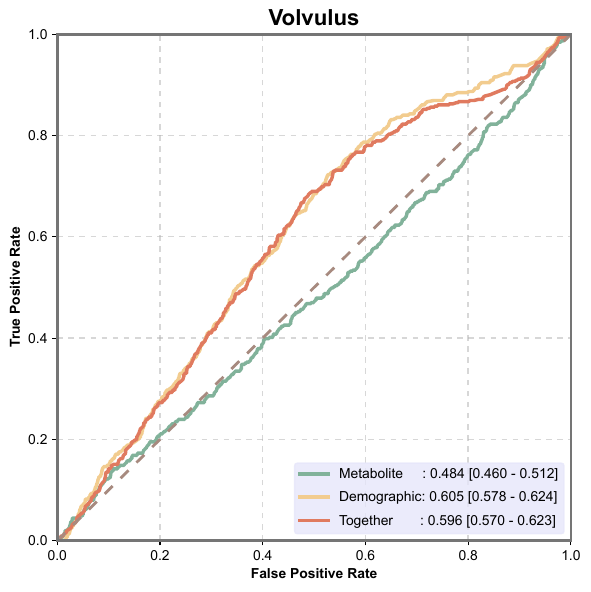 Volvulus
True Positive Rate
1.0
0.8
0.6
0.4
0.2
0.0
Metabolite : 0.484 [0.460 - 0.512]
Demographic: 0.605 [0.578 - 0.624]
Together : 0.596 [0.570 - 0.623]
0.0 0.2 0.4 0.6 0.8 1.0
False Positive Rate